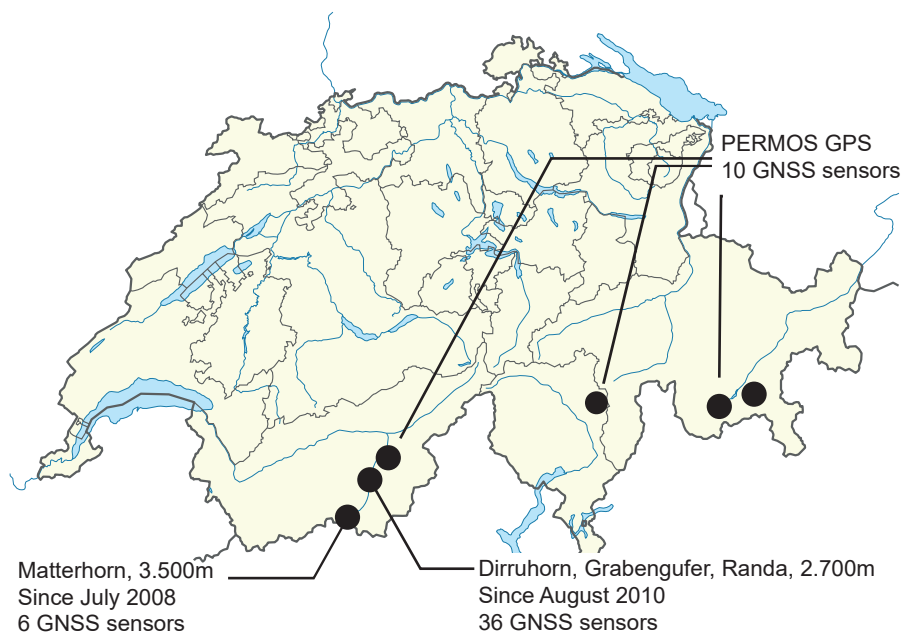 PERMOS GPS
10 GNSS sensors
Matterhorn, 3.500m
Since July 2008
6 GNSS sensors
Dirruhorn, Grabengufer, Randa, 2.700m
Since August 2010
36 GNSS sensors